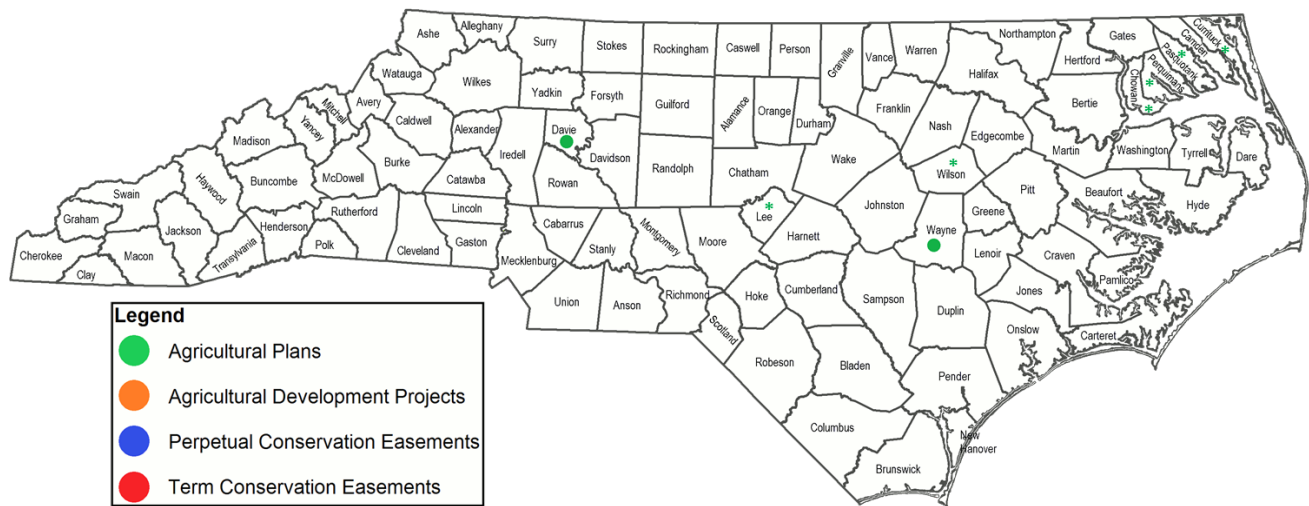 Ashe
Alleghany
Surry
Stokes
Rockingham
Caswell
Person
Granville
Vance
Warren
Northampton
Gates
Currituck
Camden
Pasquotank
Perquimans
Chowan
Hertford
Halifax
Bertie
Watauga
Wilkes
Yadkin
Forsyth
Guilford
Alamance
Orange
Durham
Franklin
Nash
Edgecombe
Martin
Washington
Tyrrell
Dare
Mitchell
Avery
Yancey
Caldwell
Alexander
Davie
Iredell
Davidson
Randolph
Chatham
Wake
Wilson
Pitt
Beaufort
Hyde
Madison
Burke
McDowell
Catawba
Rowan
Buncombe
Haywood
Swain
Graham
Lincoln
Rutherford
Cabarrus
Stanly
Montgomery
Moore
Lee
Harnett
Johnston
Wayne
Greene
Lenoir
Craven
Pamlico
Jackson
Henderson
Transylvania
Polk
Cleveland
Gaston
Mecklenburg
Cherokee
Clay
Macon
Union
Anson
Richmond
Scotland
Hoke
Cumberland
Sampson
Duplin
Jones
Onslow
Carteret
Robeson
Bladen
Pender
Columbus
New
Hanover
Brunswick
Legend
Agricultural Plans
Agricultural Development Projects
Perpetual Conservation Easements
Term Conservation Easements